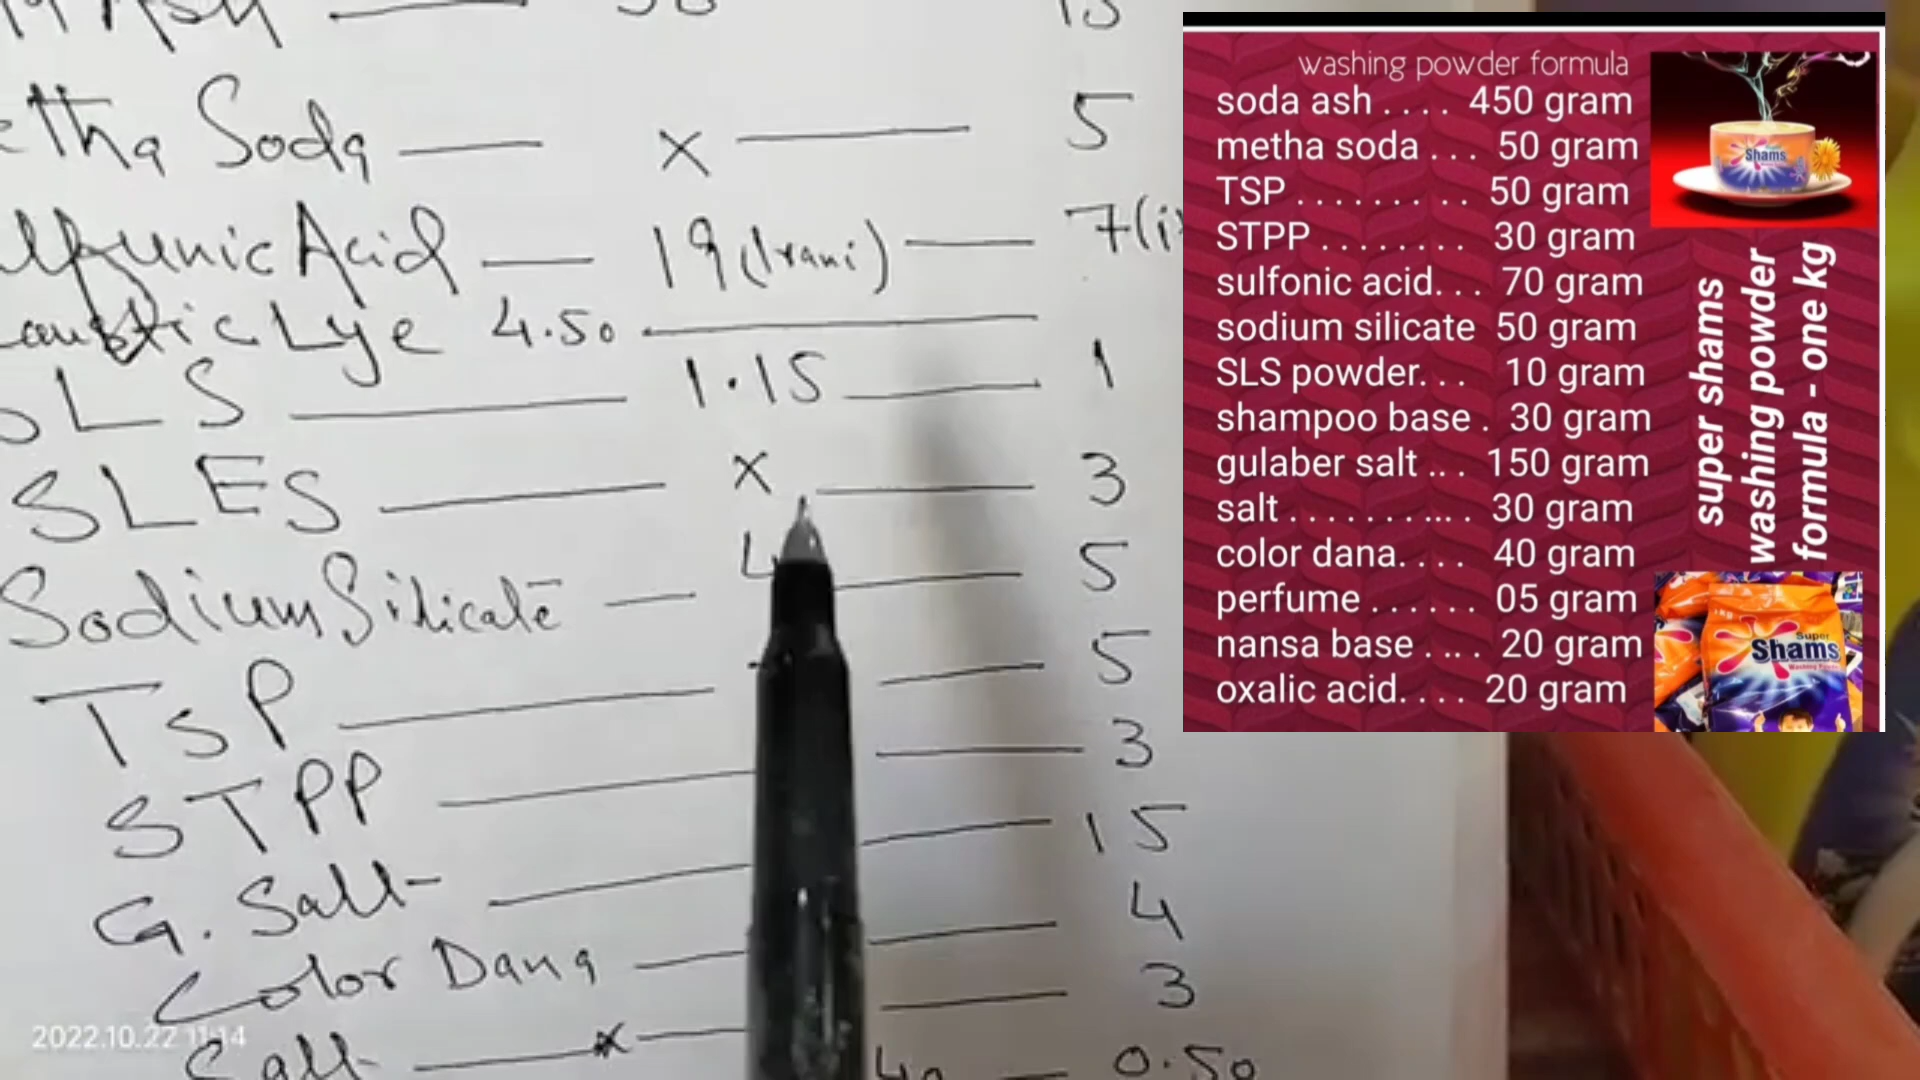 Soda — x — 5
Acid — 19 (Irani) — 7(i
Lye 4.50
SLS — 1.15 — 1
SLES — x — 3
Sodium Silicate — 4 — 5
TSP — 5
STPP — 3
G. Salt — 15
Color Dana — 4
Salt — x — 3
40 — 0.50
2022.10.22 11:14
washing powder formula
soda ash . . . . 450 gram
metha soda . . . 50 gram
TSP . . . . . . . . . . 50 gram
STPP . . . . . . . . 30 gram
sulfonic acid. . . 70 gram
sodium silicate 50 gram
SLS powder. . . 10 gram
shampoo base . 30 gram
gulaber salt .. . 150 gram
salt . . . . . . . . ... . 30 gram
color dana. . . . 40 gram
perfume . . . . . . 05 gram
nansa base . .. . 20 gram
oxalic acid. . . . 20 gram
super shams
washing powder
formula - one kg
Shams
Super
Shams